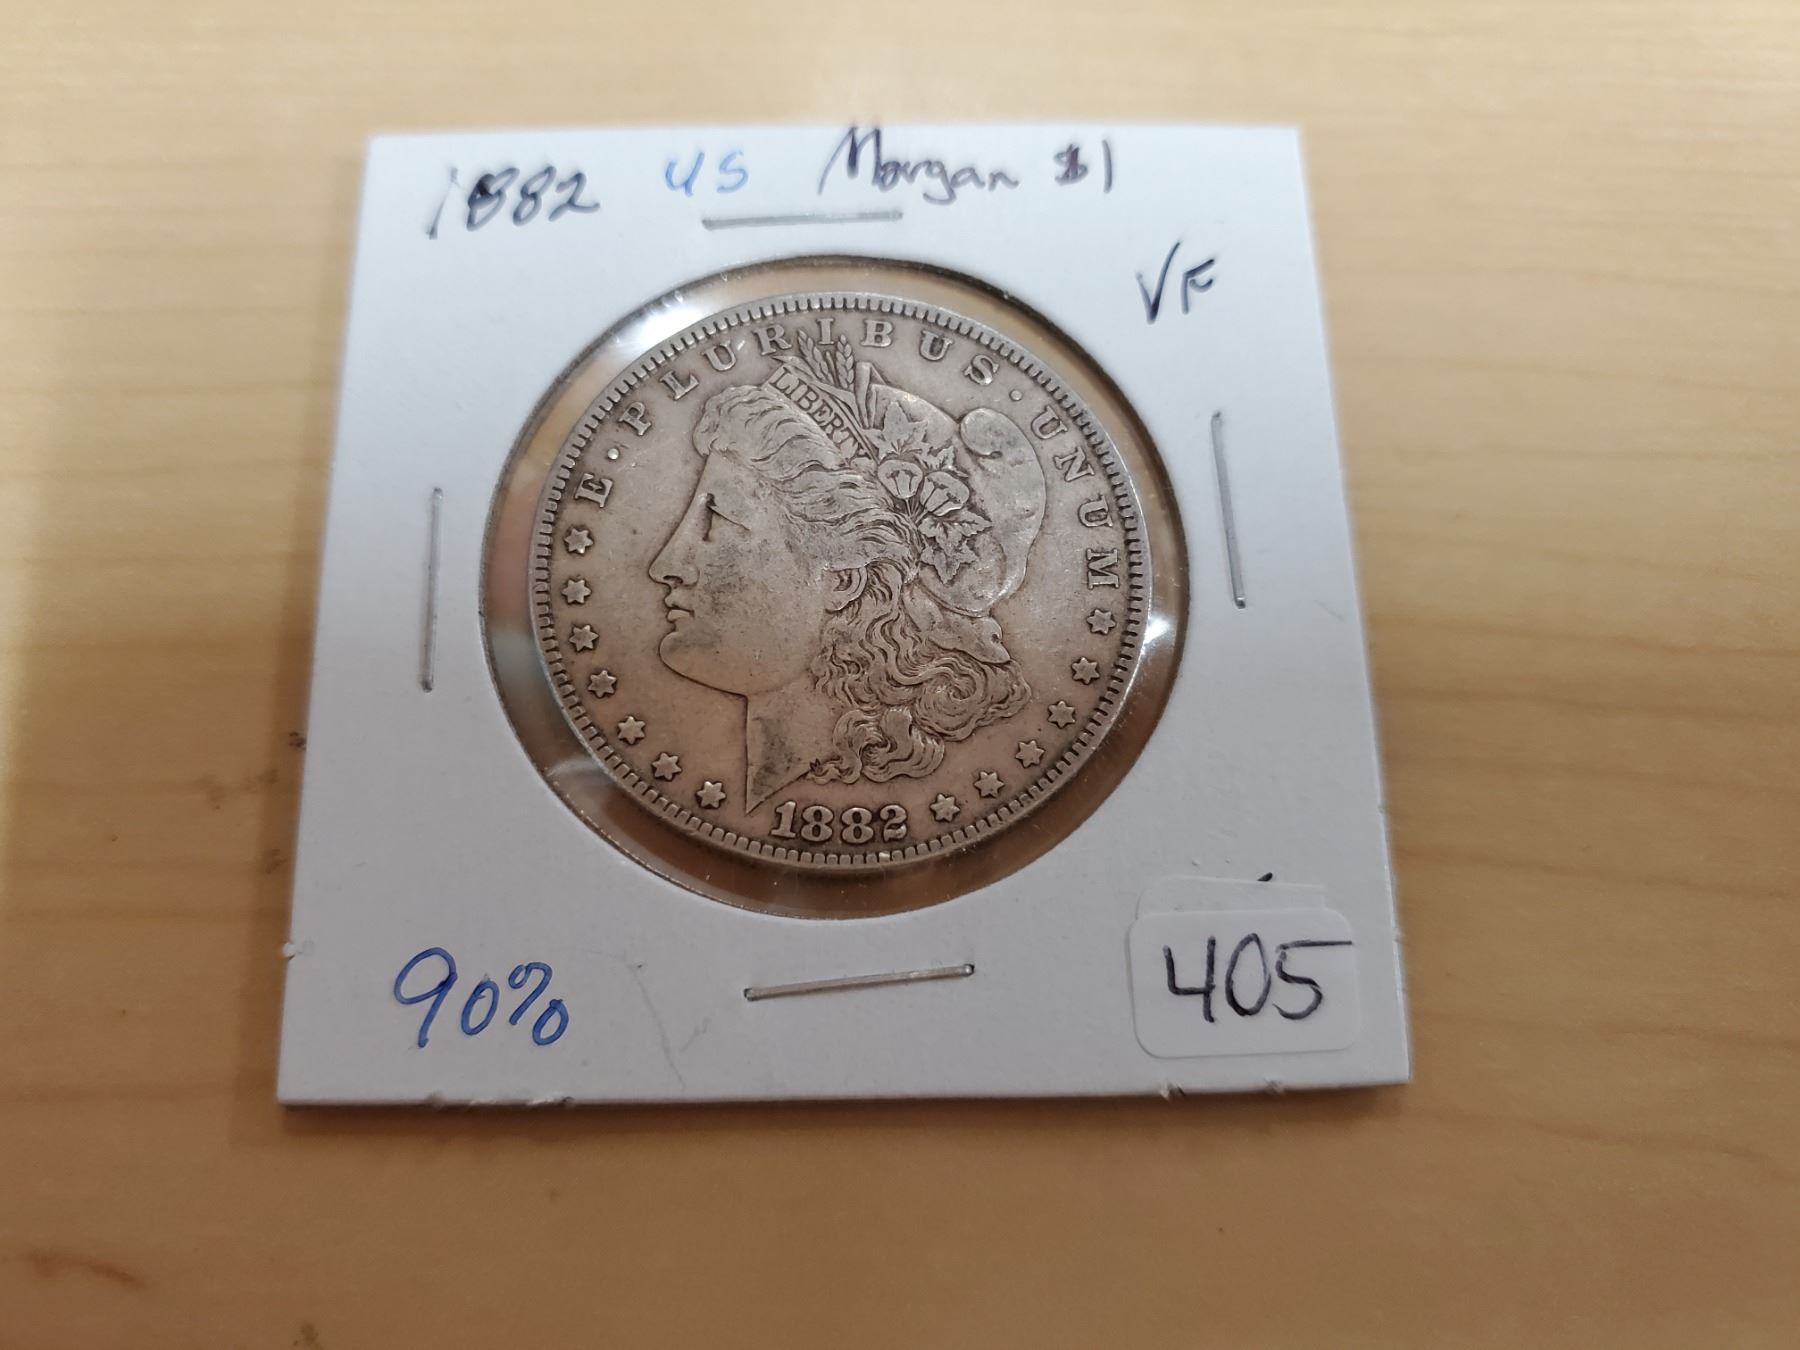 1882 US Morgan $1
VF
E · PLURIBUS · UNUM
LIBERTY
1882
90%
405